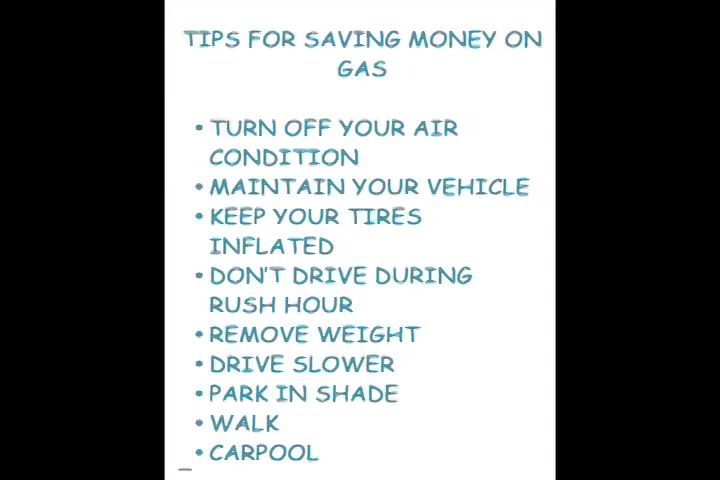 TIPS FOR SAVING MONEY ON
GAS
• TURN OFF YOUR AIR
CONDITION
• MAINTAIN YOUR VEHICLE
• KEEP YOUR TIRES
INFLATED
• DON'T DRIVE DURING
RUSH HOUR
• REMOVE WEIGHT
• DRIVE SLOWER
• PARK IN SHADE
• WALK
• CARPOOL